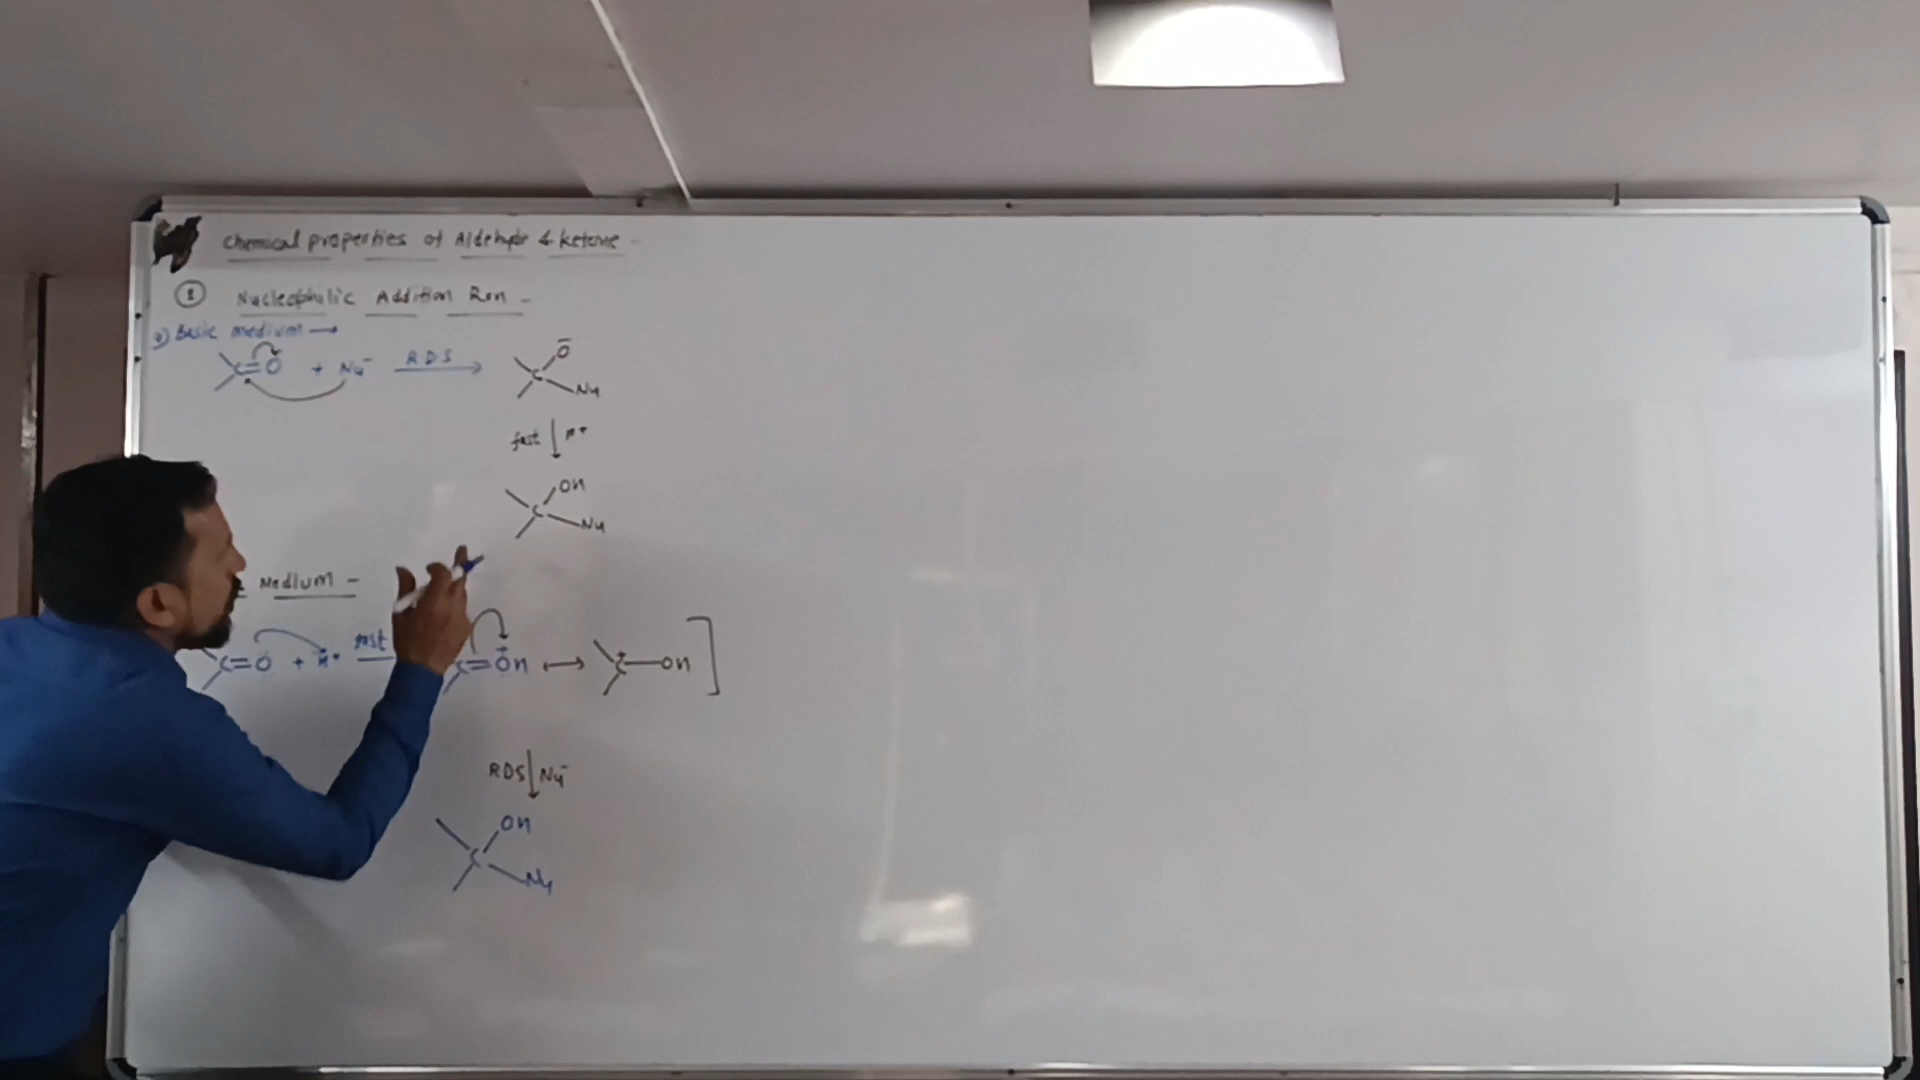 Chemical properties of Aldehyde & ketone -
1 Nucleophilic Addition Rxn -
a) Basic medium →
C=O + Nu⁻ RDS → C Ō Nu
fast ↓ H+
C OH Nu
Medium -
C=O + H+ fast C=ÖH ↔ C+—OH ]
RDS ↓ Nu⁻
C OH Nu